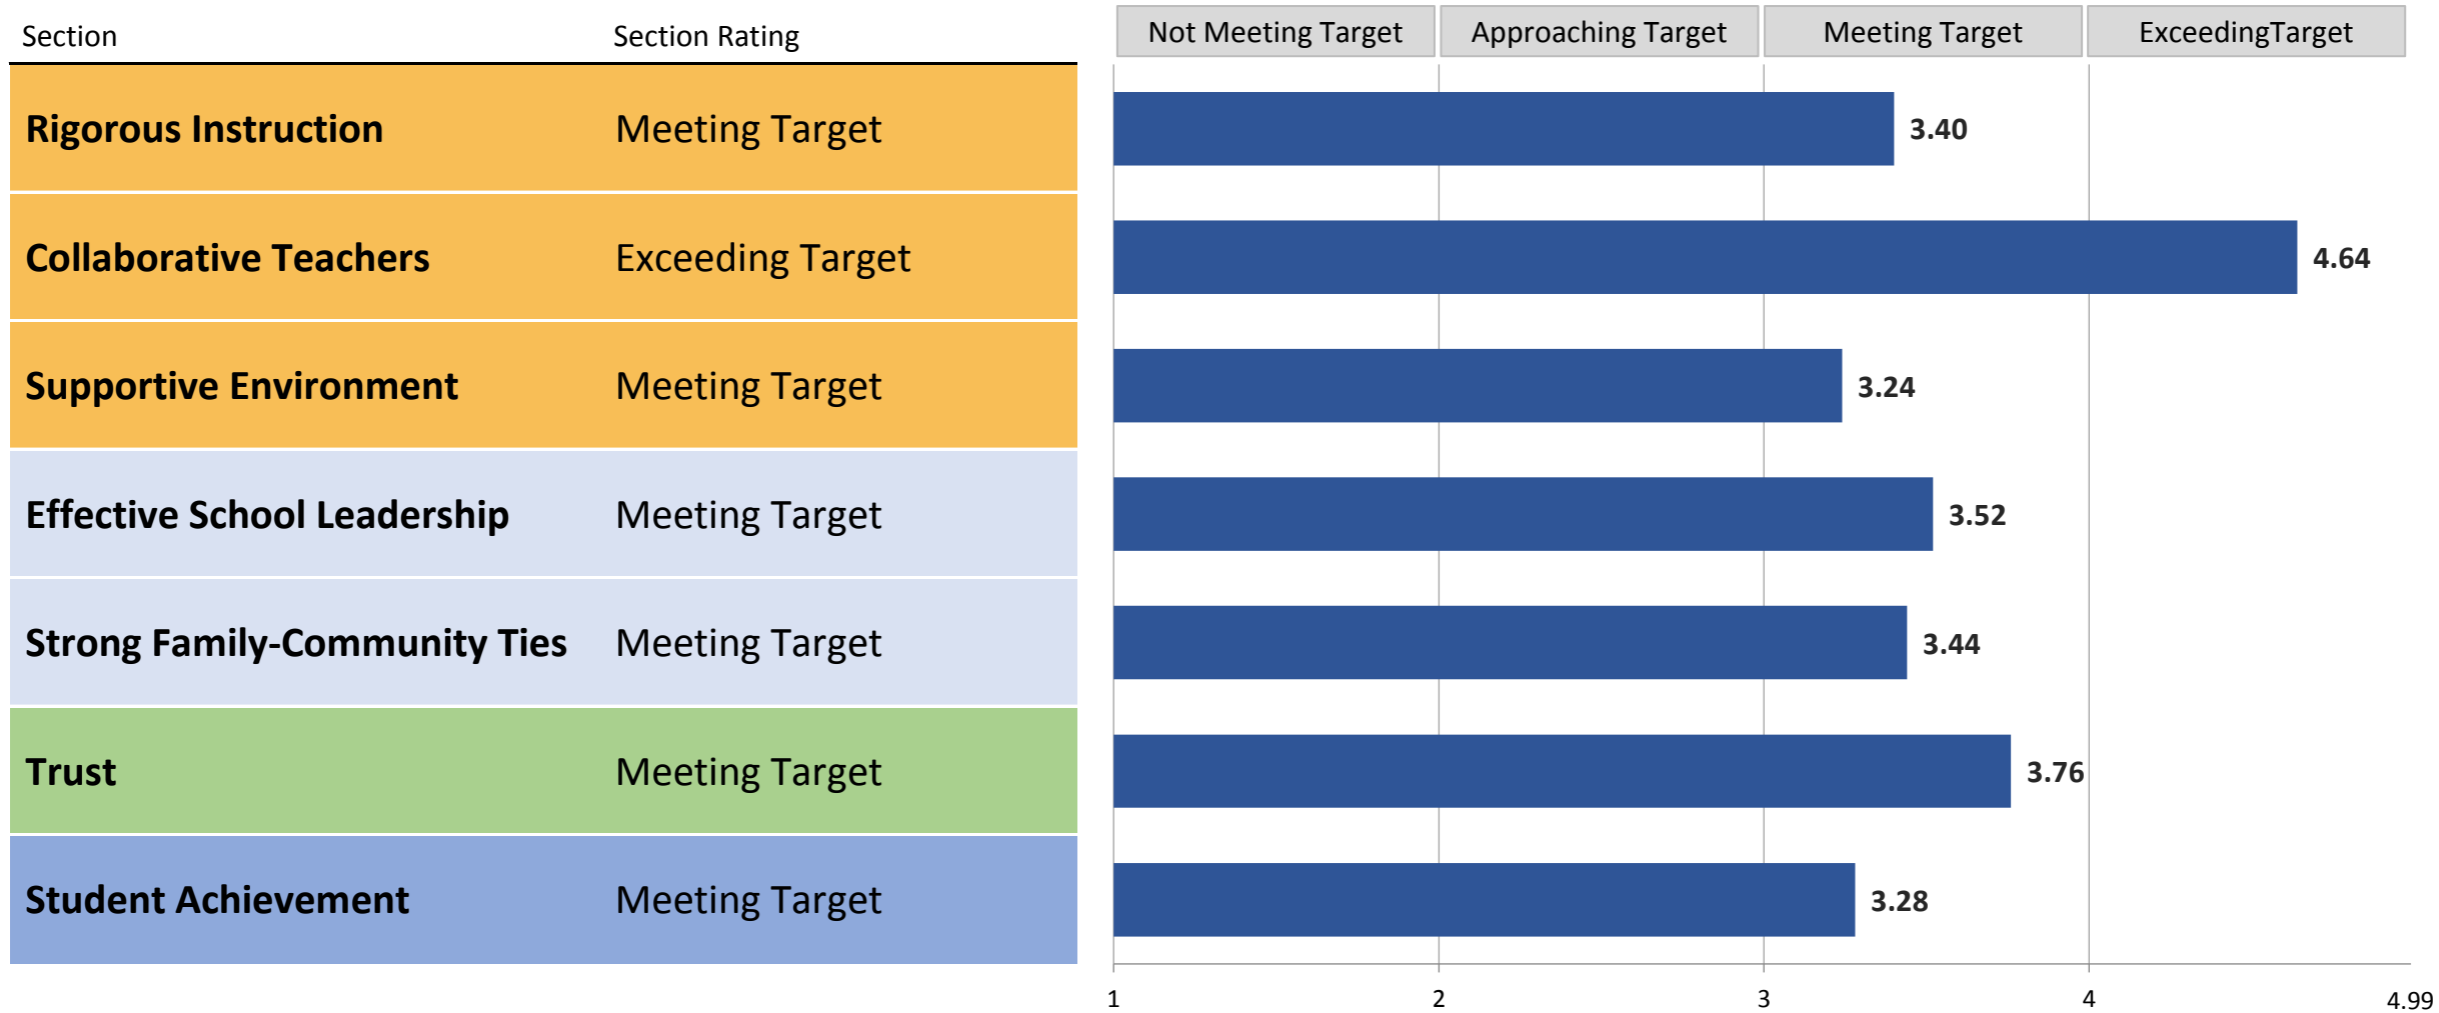 Section Section Rating Not Meeting Target Approaching Target Meeting Target ExceedingTarget
Rigorous Instruction Meeting Target 3.40
Collaborative Teachers Exceeding Target 4.64
Supportive Environment Meeting Target 3.24
Effective School Leadership Meeting Target 3.52
Strong Family-Community Ties Meeting Target 3.44
Trust Meeting Target 3.76
Student Achievement Meeting Target 3.28
1 2 3 4 4.99